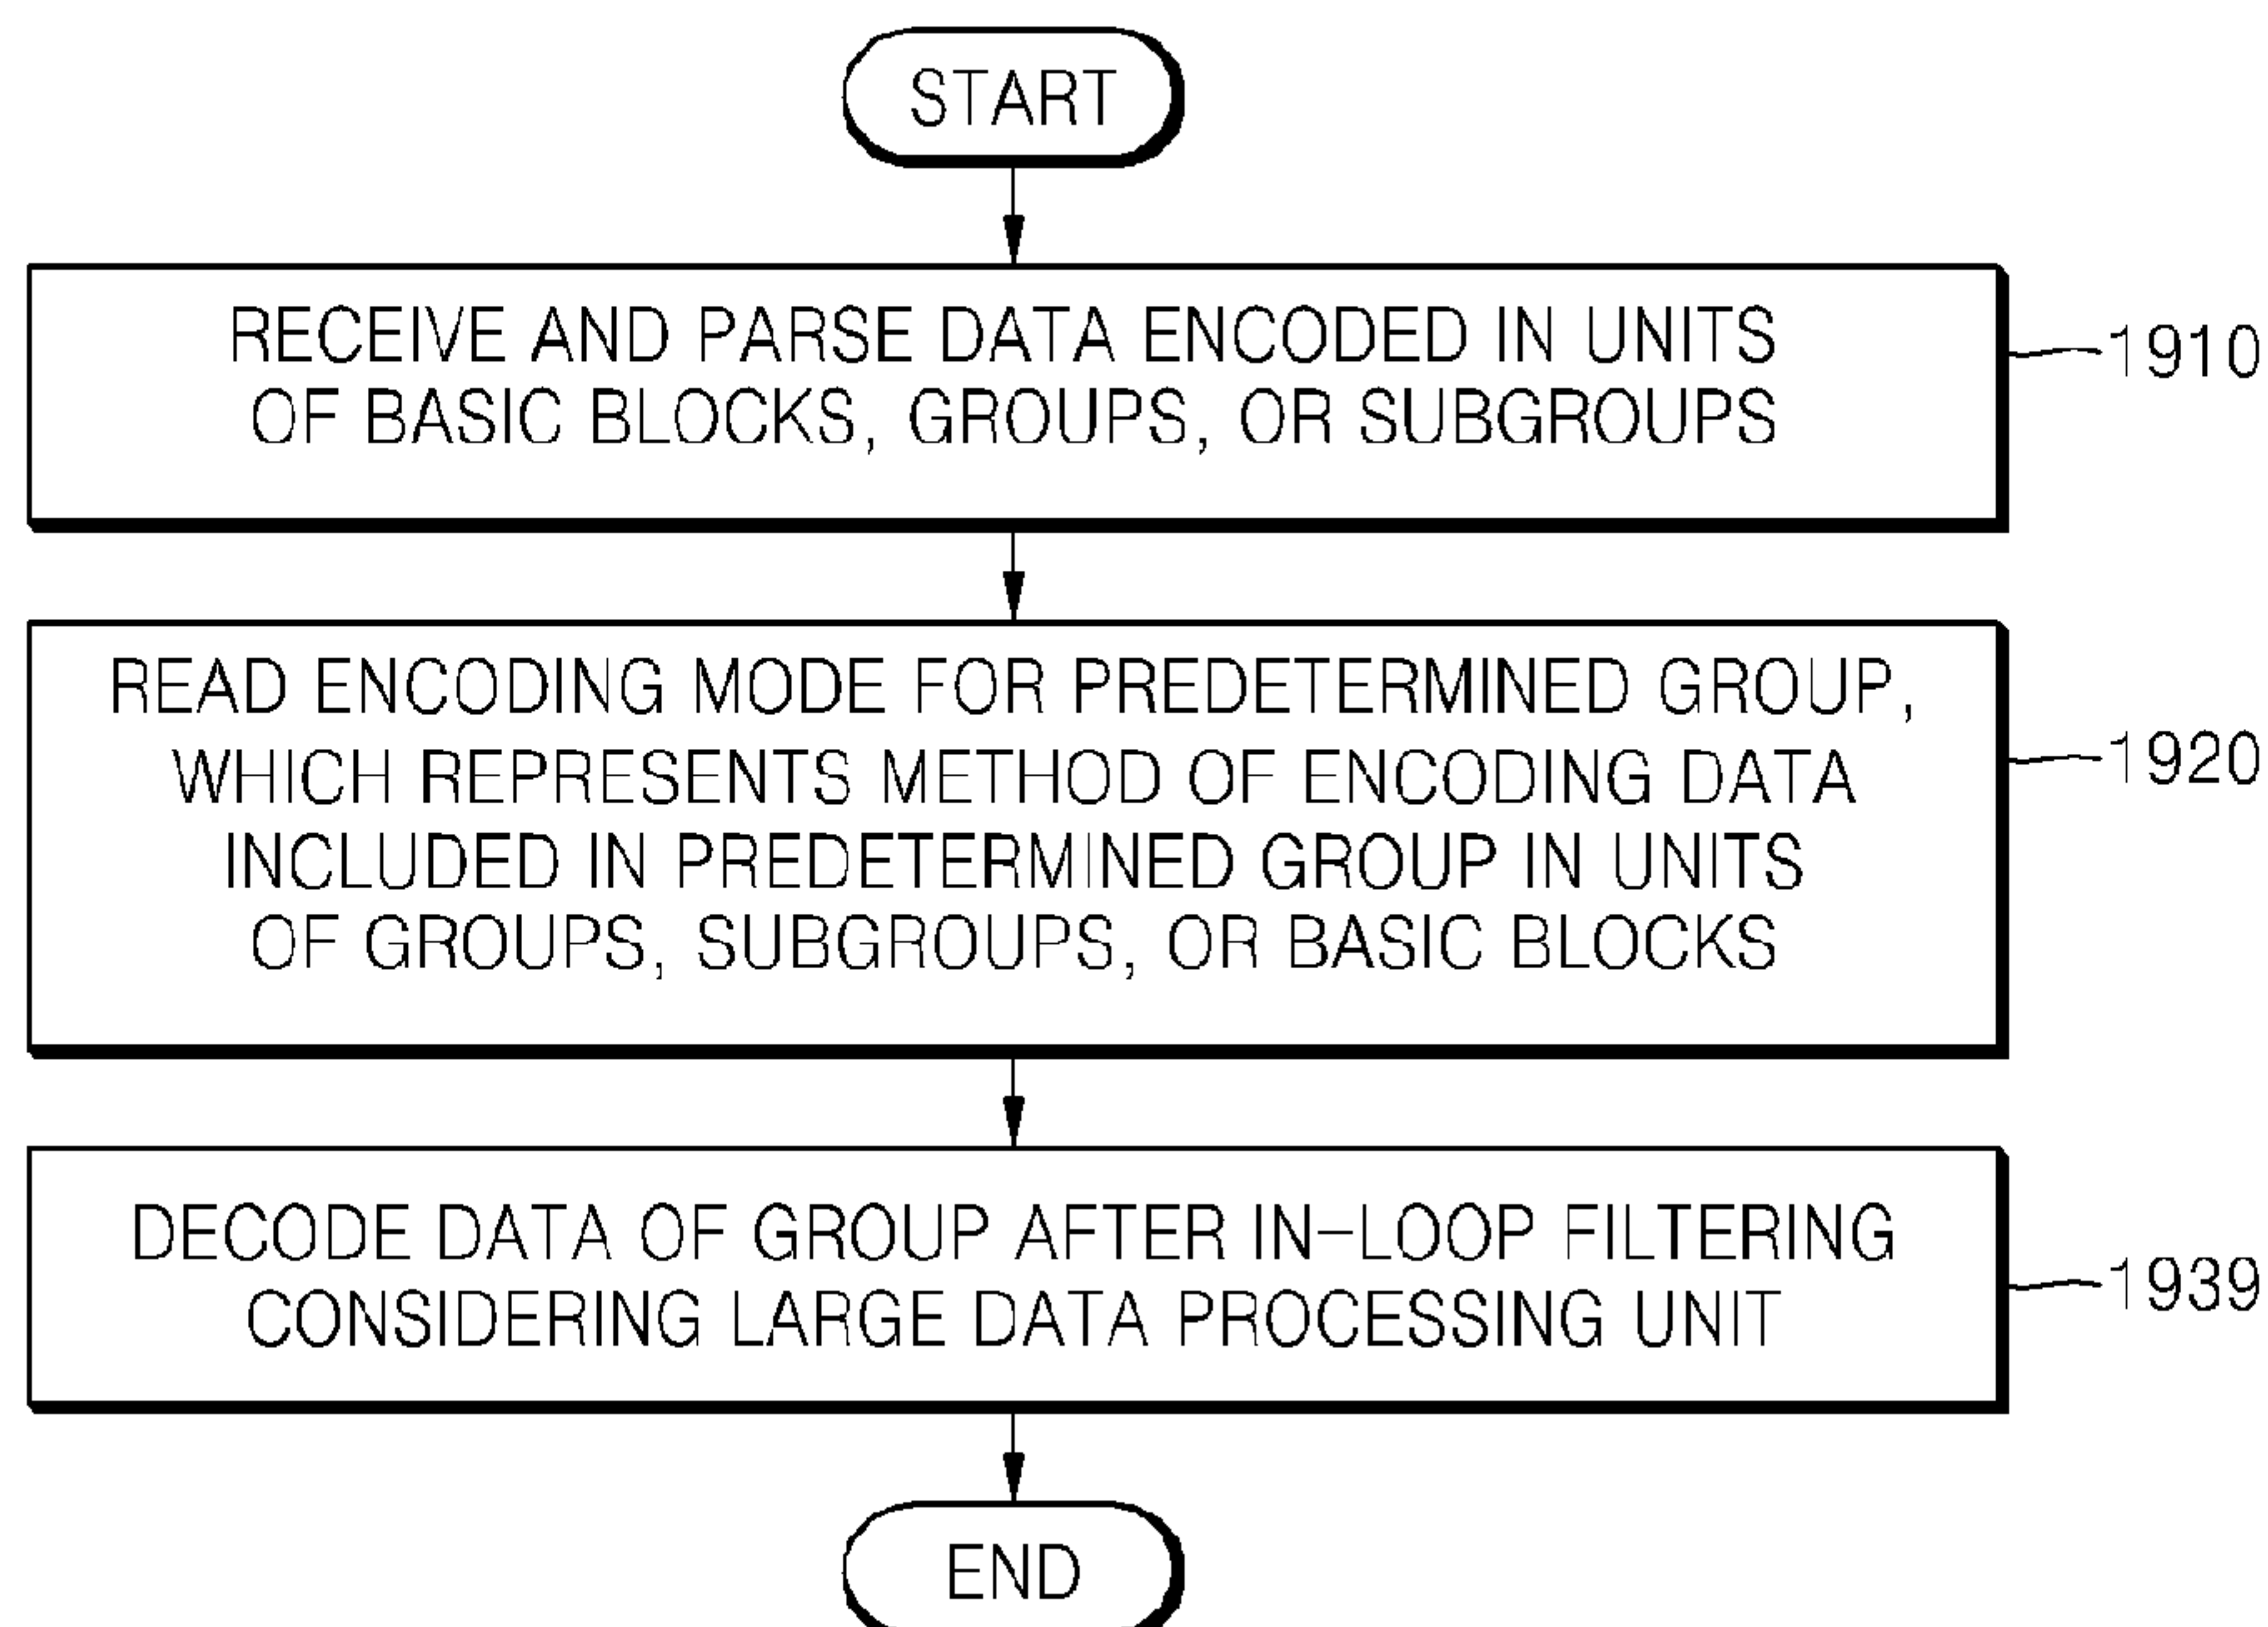 START
RECEIVE AND PARSE DATA ENCODED IN UNITS
OF BASIC BLOCKS, GROUPS, OR SUBGROUPS
1910
READ ENCODING MODE FOR PREDETERMINED GROUP,
WHICH REPRESENTS METHOD OF ENCODING DATA
INCLUDED IN PREDETERMINED GROUP IN UNITS
OF GROUPS, SUBGROUPS, OR BASIC BLOCKS
1920
DECODE DATA OF GROUP AFTER IN-LOOP FILTERING
CONSIDERING LARGE DATA PROCESSING UNIT
1939
END